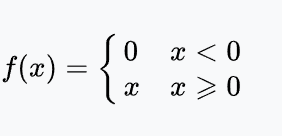 f(x) = { 0 x < 0
x x ⩾ 0